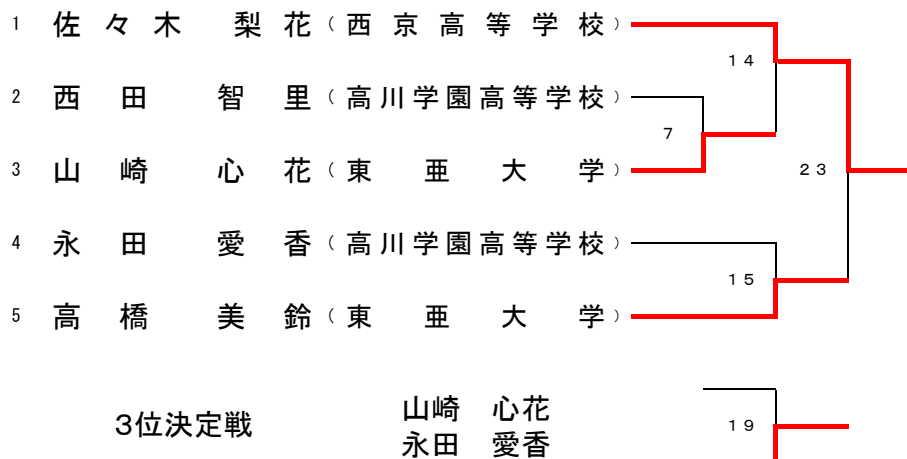 1 佐々木 梨花（西京高等学校）
14
2 西田 智里（高川学園高等学校）
7
3 山崎 心花（東亜大学）
23
4 永田 愛香（高川学園高等学校）
15
5 高橋 美鈴（東亜大学）
3位決定戦
山崎 心花
永田 愛香
19